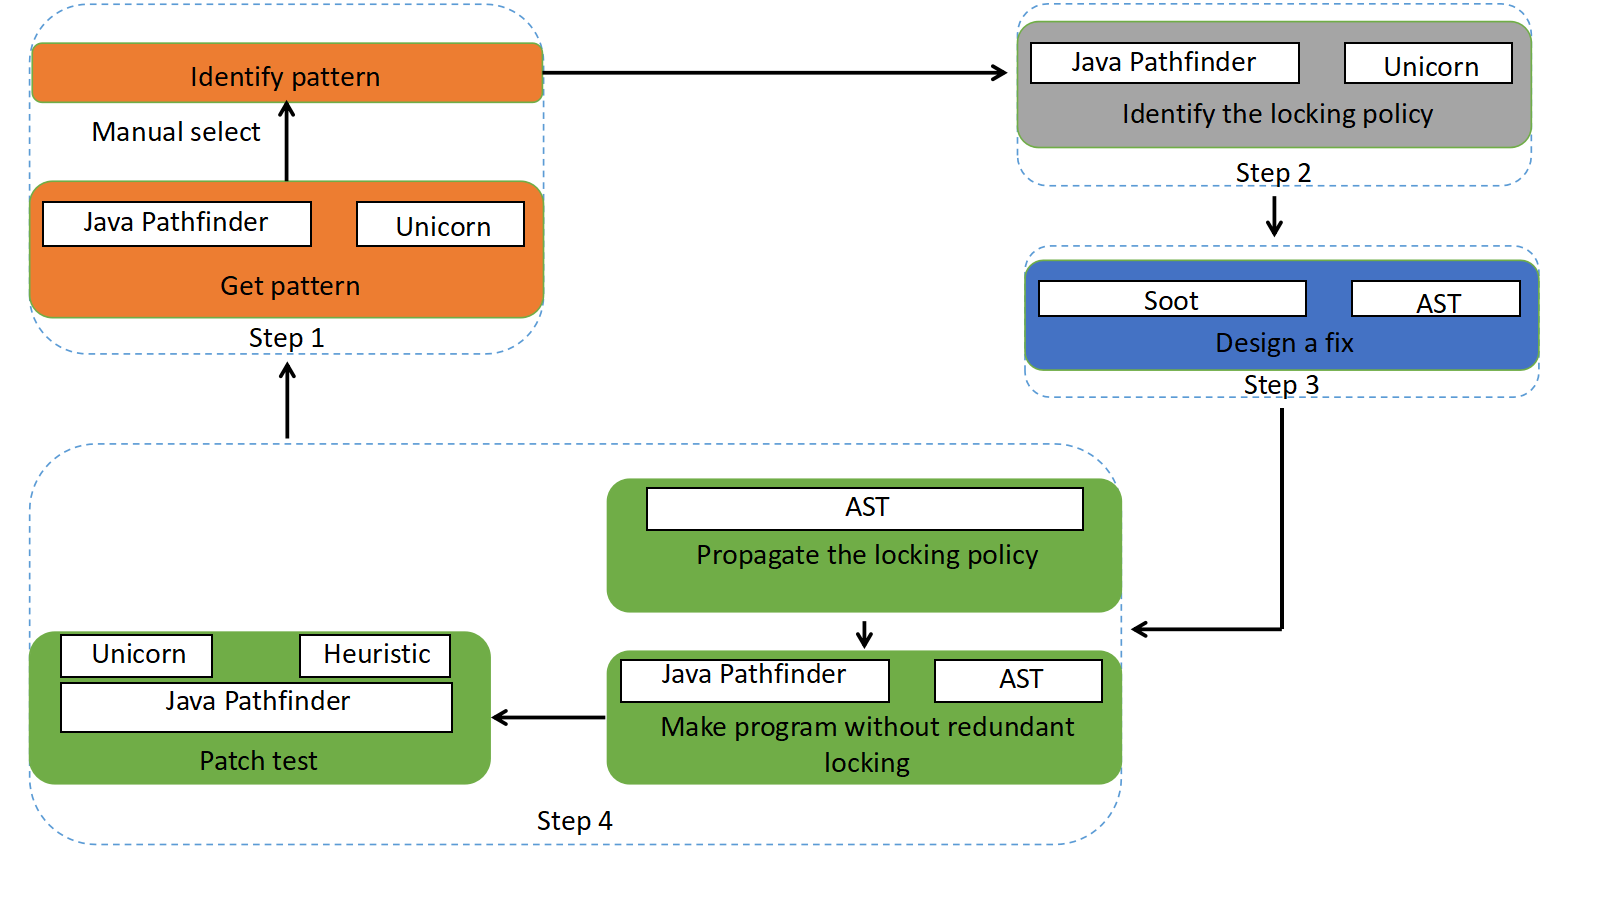 Identify pattern
Manual select
Java Pathfinder
Unicorn
Get pattern
Step 1
Java Pathfinder
Unicorn
Identify the locking policy
Step 2
Soot
AST
Design a fix
Step 3
AST
Propagate the locking policy
Java Pathfinder
AST
Make program without redundant
locking
Unicorn
Heuristic
Java Pathfinder
Patch test
Step 4